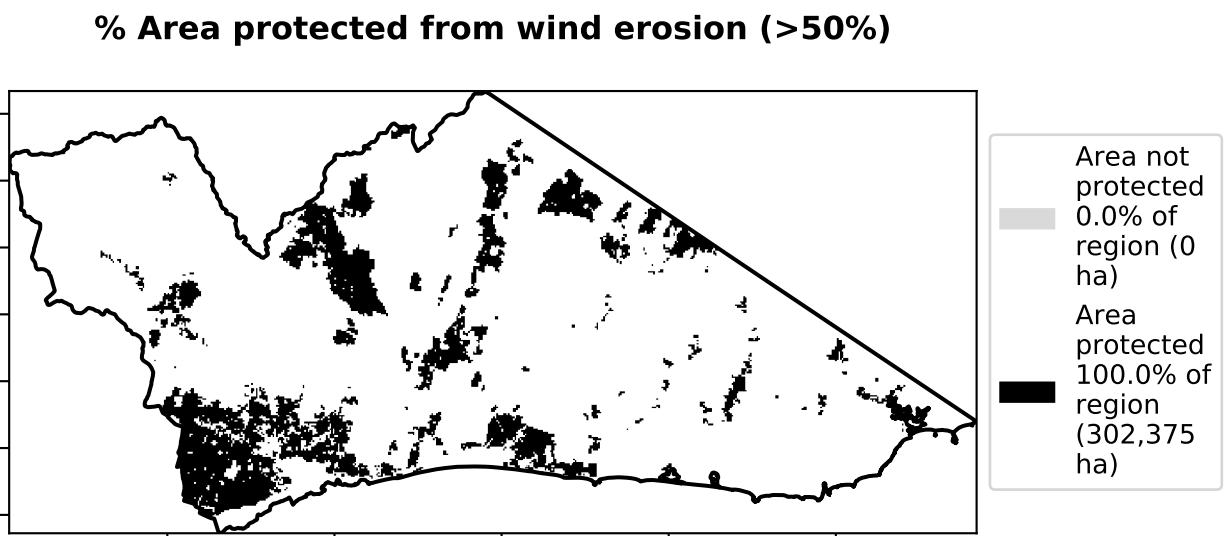 % Area protected from wind erosion (>50%)
Area not
protected
0.0% of
region (0
ha)
Area
protected
100.0% of
region
(302,375
ha)